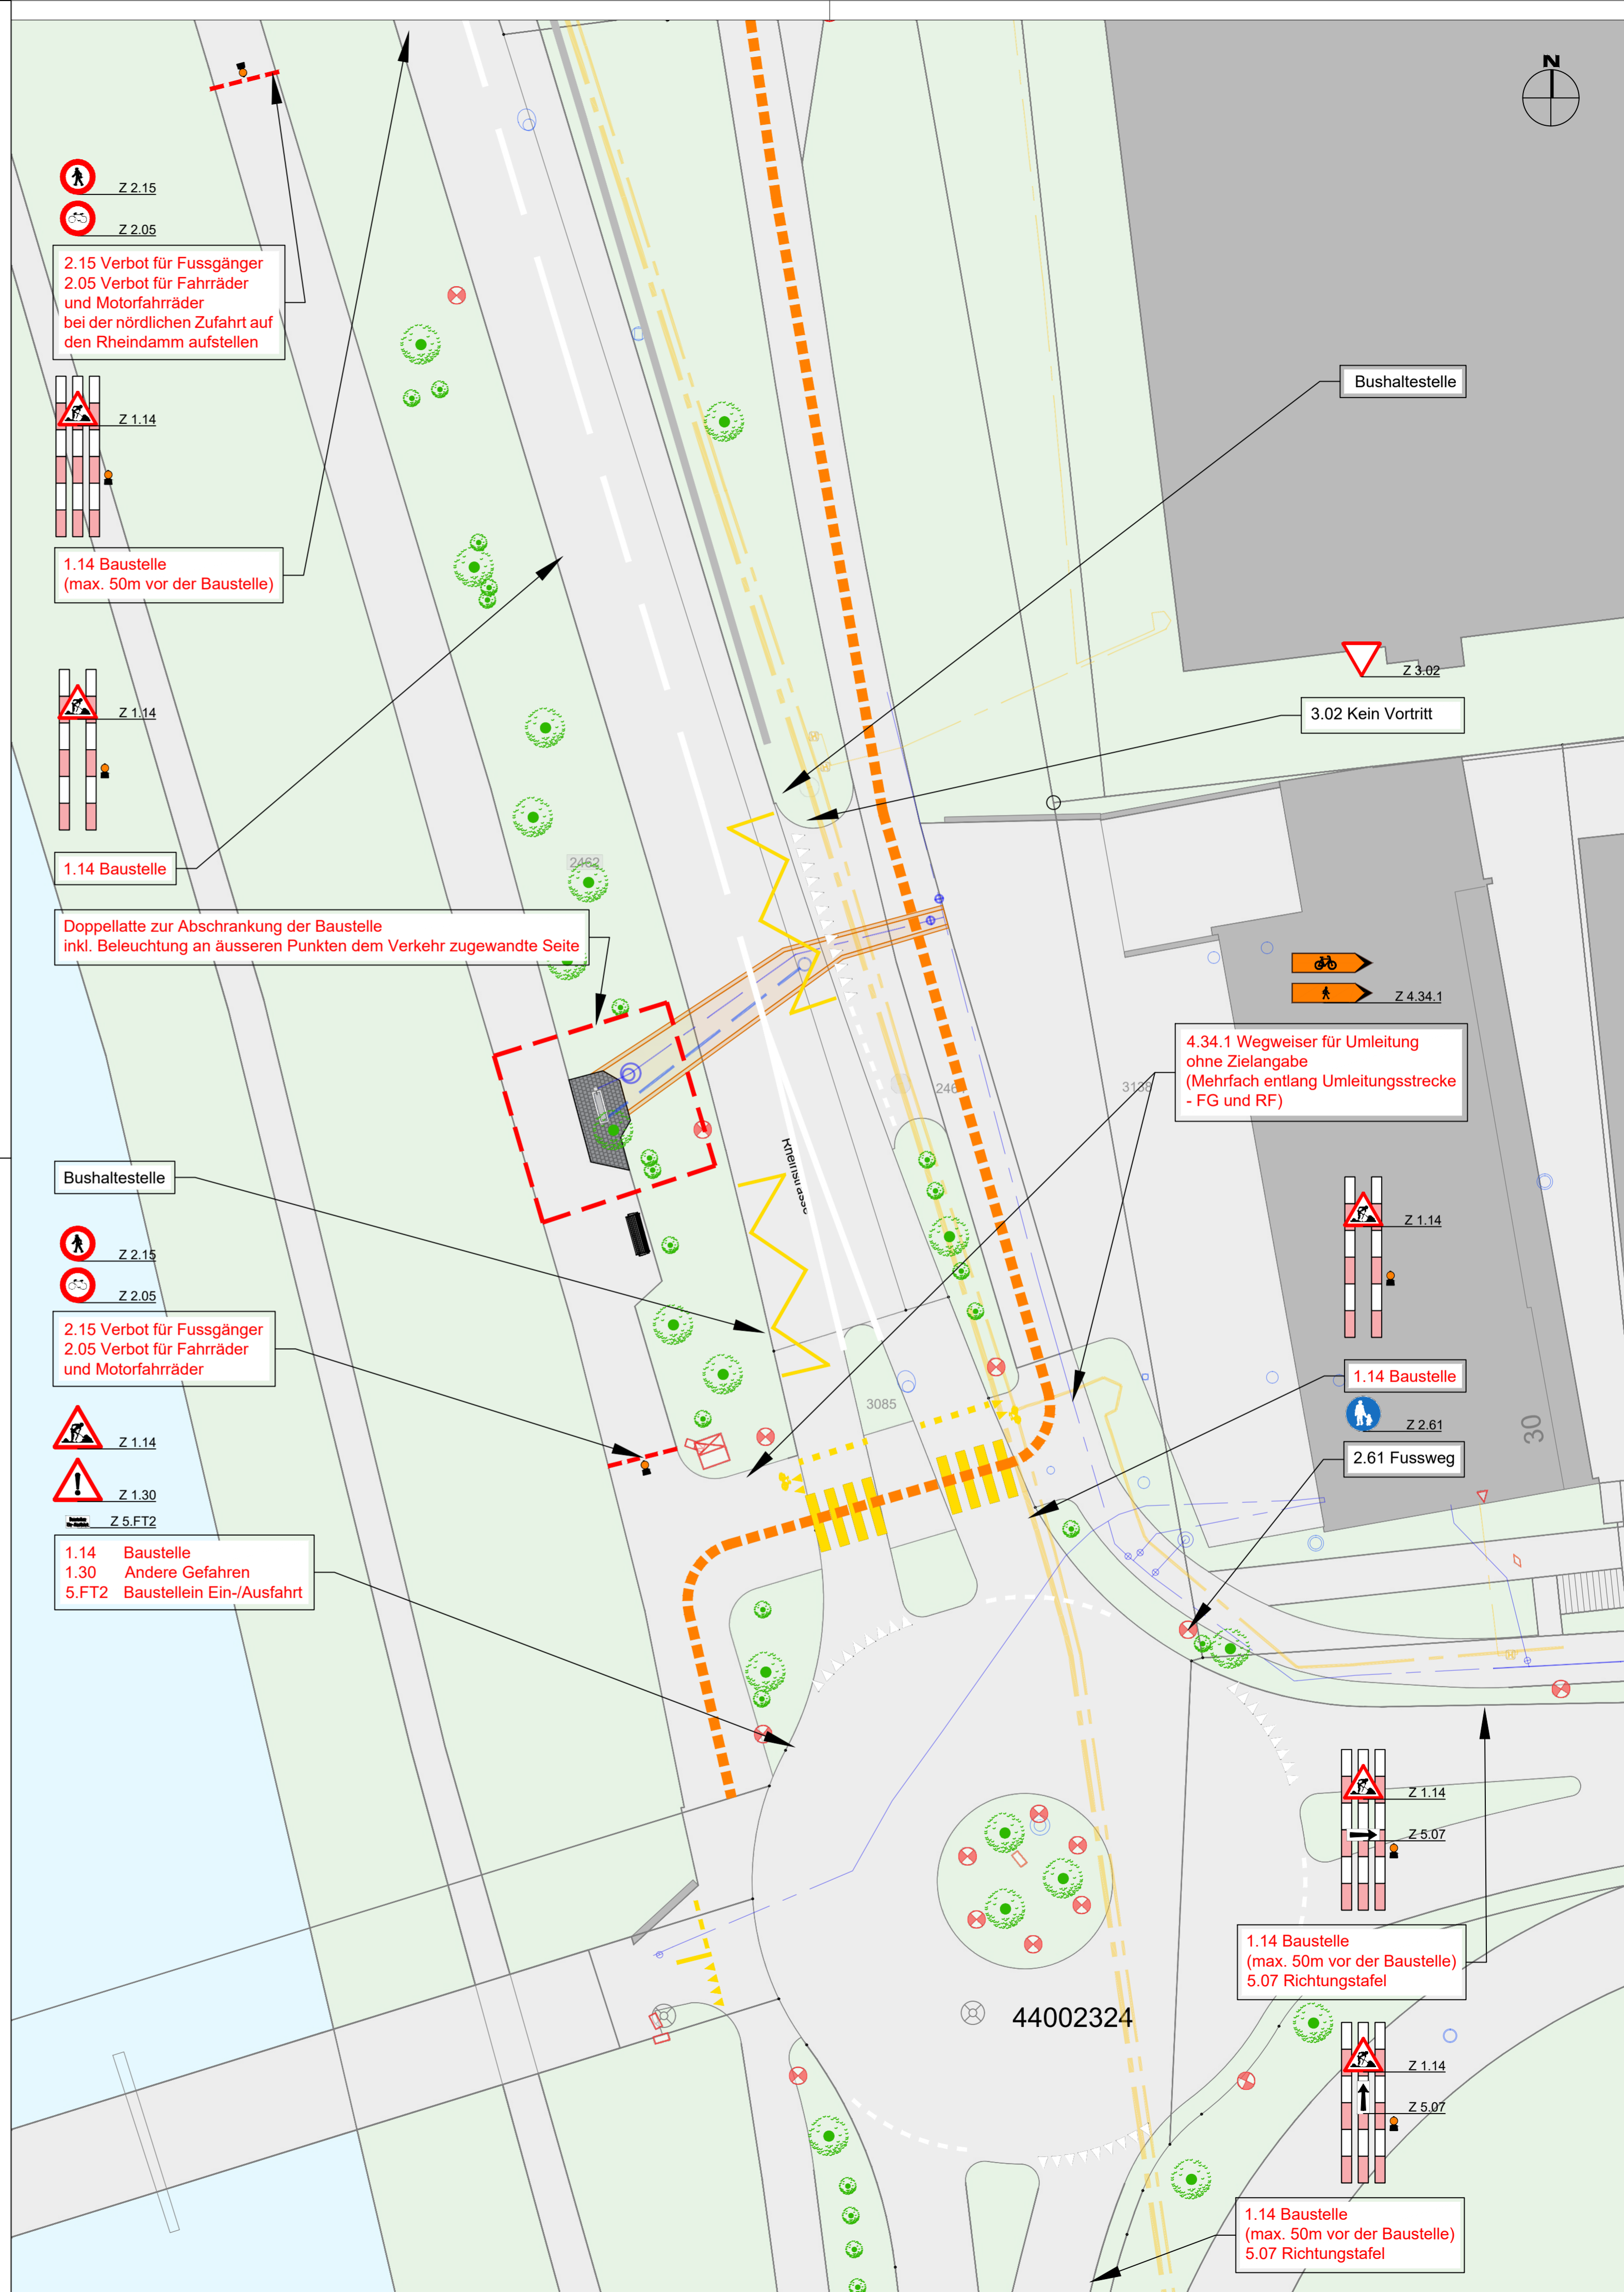 N
Z 2.15
Z 2.05
2.15 Verbot für Fussgänger
2.05 Verbot für Fahrräder
und Motorfahrräder
bei der nördlichen Zufahrt auf
den Rheindamm aufstellen
Z 1.14
1.14 Baustelle
(max. 50m vor der Baustelle)
Z 1.14
1.14 Baustelle
Doppellatte zur Abschrankung der Baustelle
inkl. Beleuchtung an äusseren Punkten dem Verkehr zugewandte Seite
Bushaltestelle
Z 2.15
Z 2.05
2.15 Verbot für Fussgänger
2.05 Verbot für Fahrräder
und Motorfahrräder
Z 1.14
Z 1.30
Z 5.FT2
1.14 Baustelle
1.30 Andere Gefahren
5.FT2 Baustellein Ein-/Ausfahrt
2462
Rheinstrasse
3085
3138
30
44002324
Bushaltestelle
Z 3.02
3.02 Kein Vortritt
Z 4.34.1
4.34.1 Wegweiser für Umleitung
ohne Zielangabe
(Mehrfach entlang Umleitungsstrecke
- FG und RF)
Z 1.14
1.14 Baustelle
Z 2.61
2.61 Fussweg
Z 1.14
Z 5.07
1.14 Baustelle
(max. 50m vor der Baustelle)
5.07 Richtungstafel
Z 1.14
Z 5.07
1.14 Baustelle
(max. 50m vor der Baustelle)
5.07 Richtungstafel